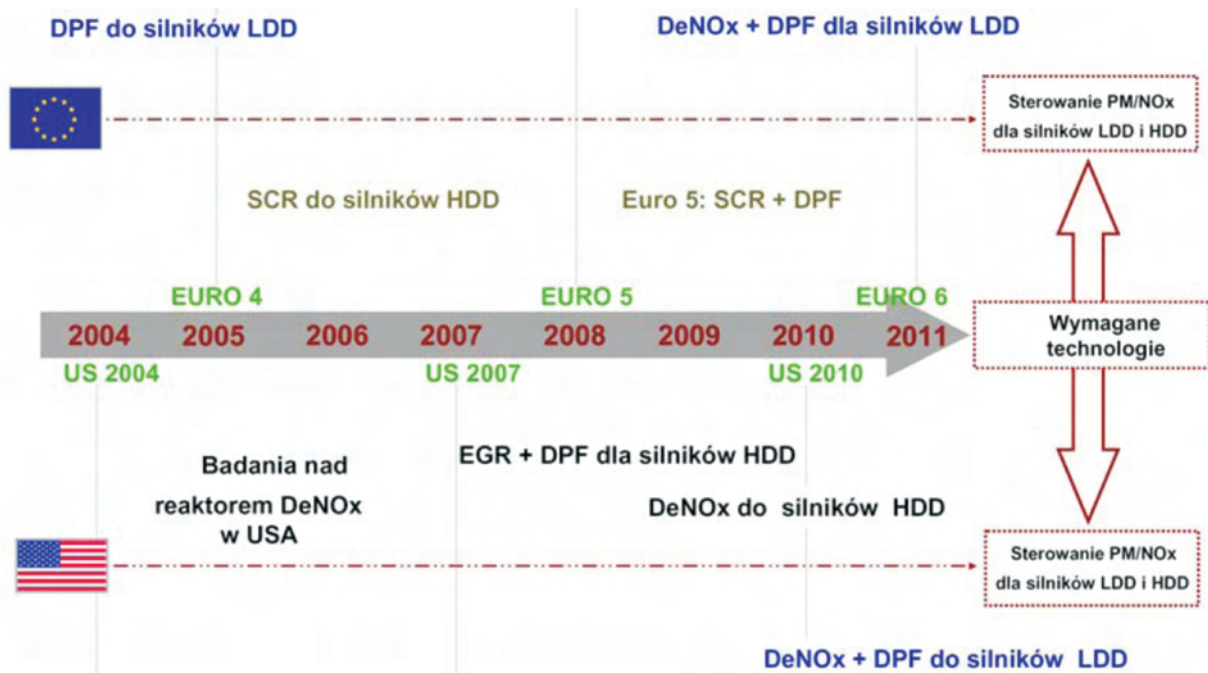 DPF do silników LDD
DeNOx + DPF dla silników LDD
Sterowanie PM/NOx
dla silników LDD i HDD
SCR do silników HDD
Euro 5: SCR + DPF
EURO 4
EURO 5
EURO 6
2004 2005 2006 2007 2008 2009 2010 2011
Wymagane
technologie
US 2004
US 2007
US 2010
EGR + DPF dla silników HDD
Badania nad
reaktorem DeNOx
w USA
DeNOx do silników HDD
Sterowanie PM/NOx
dla silników LDD i HDD
DeNOx + DPF do silników LDD